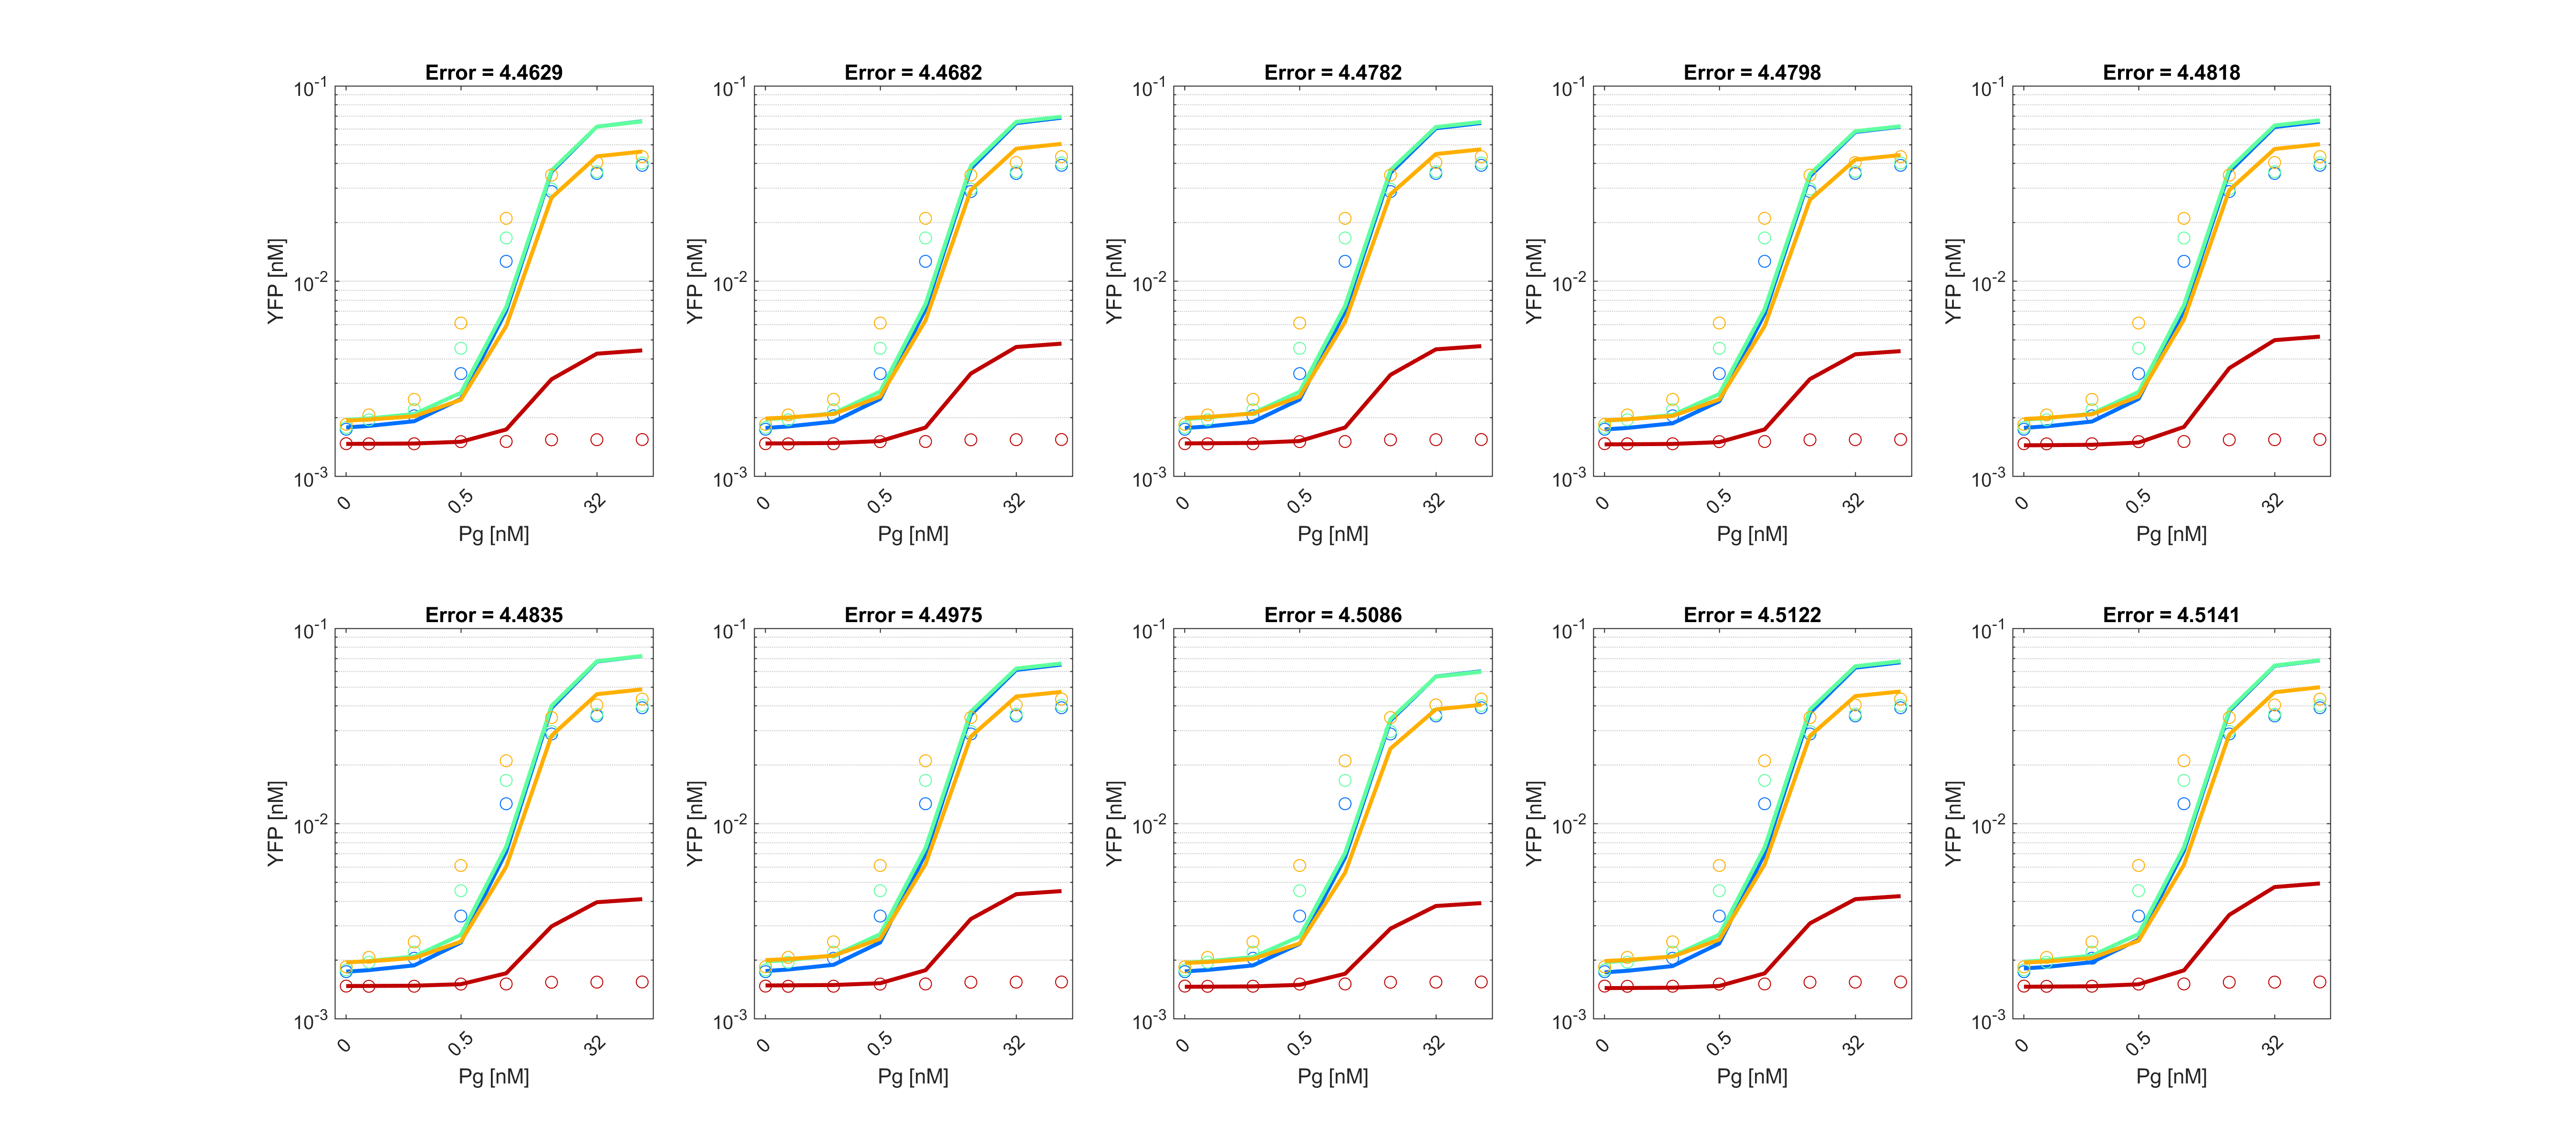 Error = 4.4629
Error = 4.4682
Error = 4.4782
Error = 4.4798
Error = 4.4818
10^-1
10^-2
10^-3
YFP [nM]
0
0.5
32
Pg [nM]
10^-1
10^-2
10^-3
YFP [nM]
0
0.5
32
Pg [nM]
10^-1
10^-2
10^-3
YFP [nM]
0
0.5
32
Pg [nM]
10^-1
10^-2
10^-3
YFP [nM]
0
0.5
32
Pg [nM]
10^-1
10^-2
10^-3
YFP [nM]
0
0.5
32
Pg [nM]
Error = 4.4835
Error = 4.4975
Error = 4.5086
Error = 4.5122
Error = 4.5141
10^-1
10^-2
10^-3
YFP [nM]
0
0.5
32
Pg [nM]
10^-1
10^-2
10^-3
YFP [nM]
0
0.5
32
Pg [nM]
10^-1
10^-2
10^-3
YFP [nM]
0
0.5
32
Pg [nM]
10^-1
10^-2
10^-3
YFP [nM]
0
0.5
32
Pg [nM]
10^-1
10^-2
10^-3
YFP [nM]
0
0.5
32
Pg [nM]